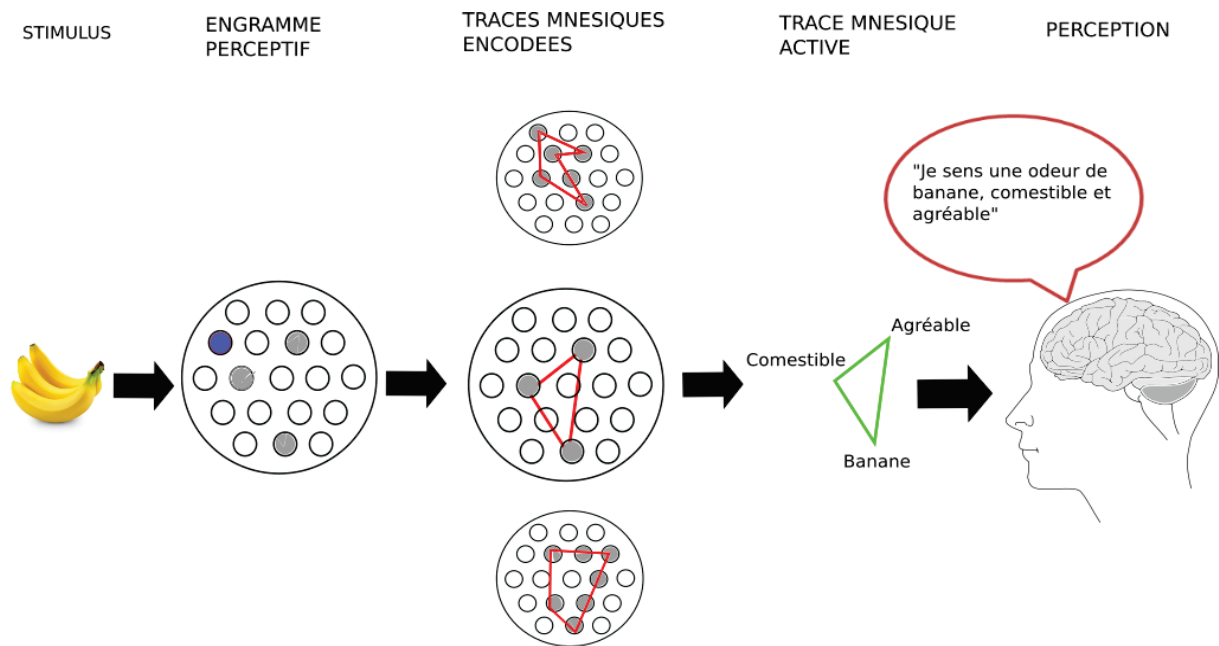 STIMULUS
ENGRAMME
PERCEPTIF
TRACES MNESIQUES
ENCODEES
TRACE MNESIQUE
ACTIVE
PERCEPTION
"Je sens une odeur de
banane, comestible et
agréable"
Agréable
Comestible
Banane